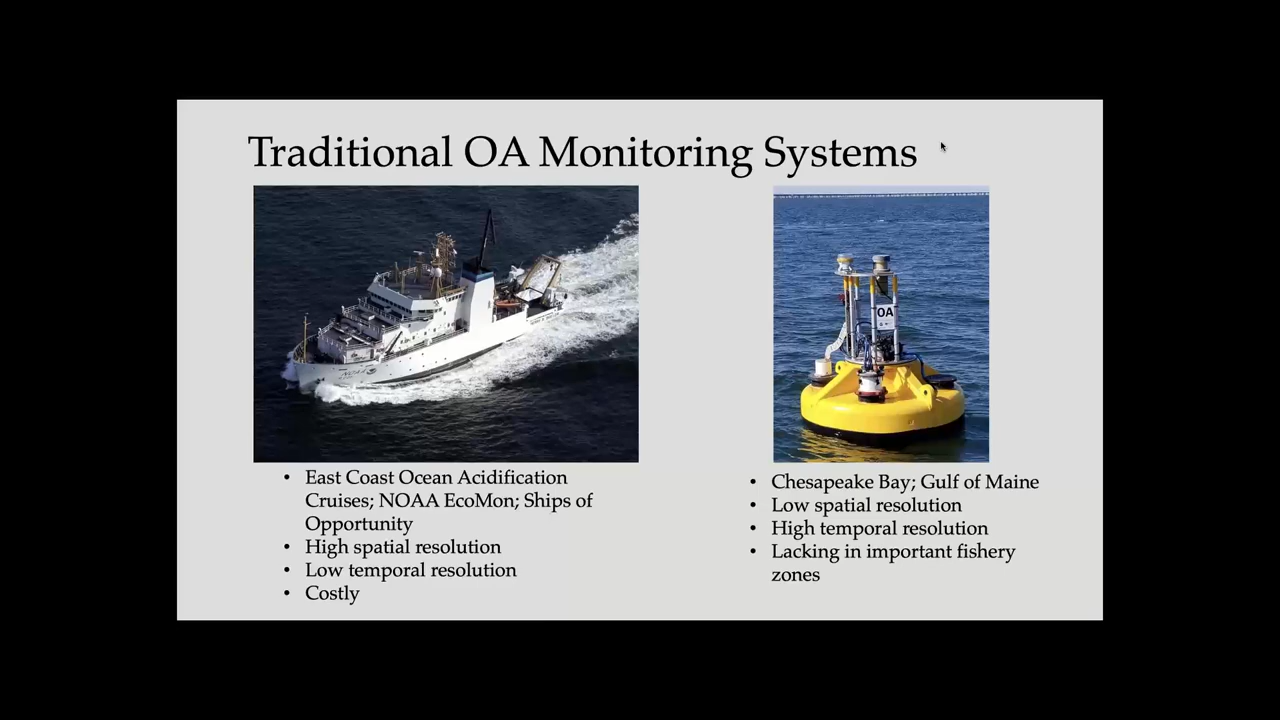 Traditional OA Monitoring Systems
NOAA
OA
• East Coast Ocean Acidification
Cruises; NOAA EcoMon; Ships of
Opportunity
• High spatial resolution
• Low temporal resolution
• Costly
• Chesapeake Bay; Gulf of Maine
• Low spatial resolution
• High temporal resolution
• Lacking in important fishery
zones